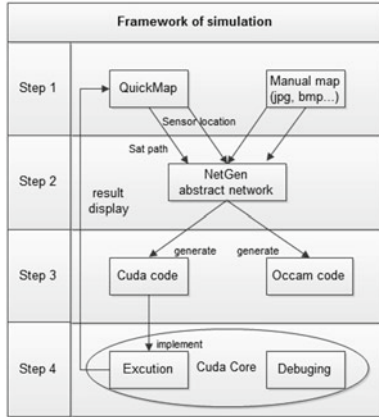 Framework of simulation
Step 1
QuickMap
Manual map
(jpg, bmp...)
Sensor location
Sat path
Step 2
NetGen
abstract network
result
display
generate
generate
Step 3
Cuda code
Occam code
implement
Step 4
Excution
Cuda Core
Debuging